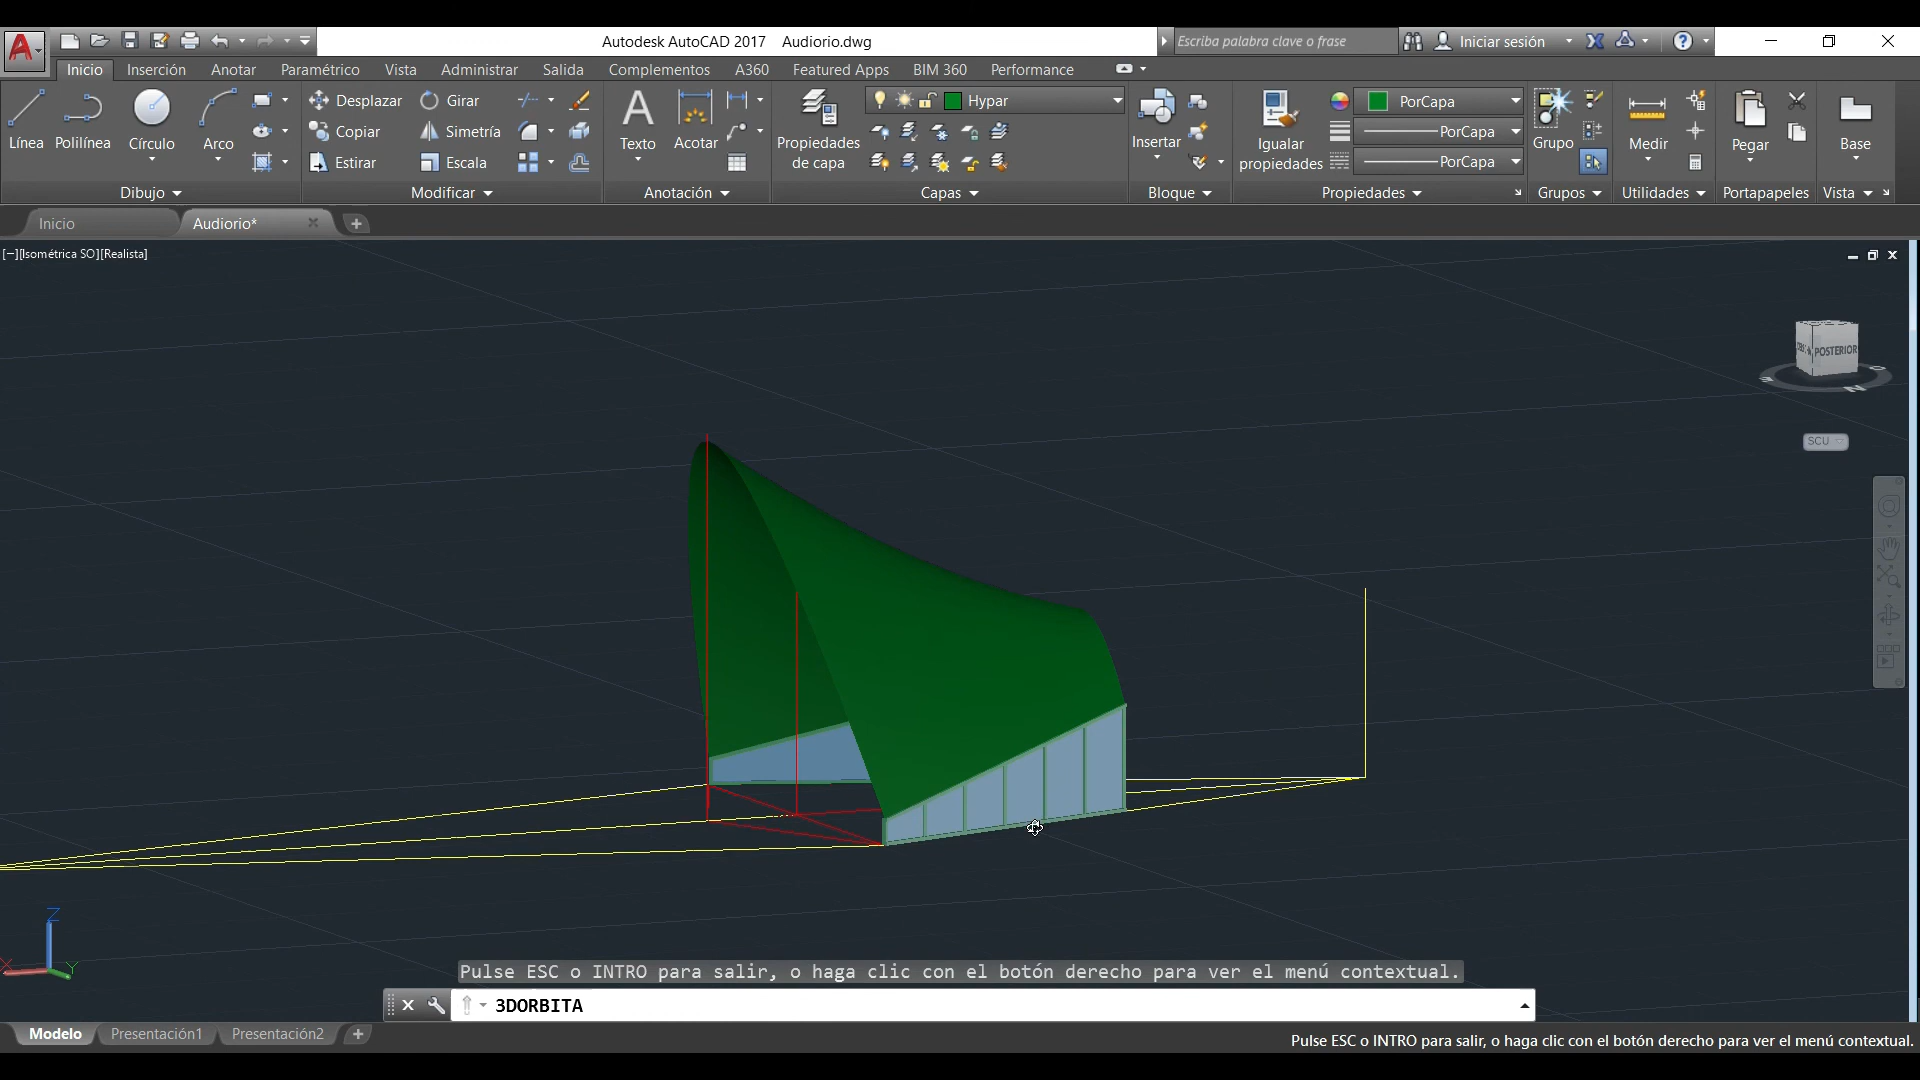 Autodesk AutoCAD 2017 Audiorio.dwg
Escriba palabra clave o frase
Iniciar sesión
Inicio Inserción Anotar Paramétrico Vista Administrar Salida Complementos A360 Featured Apps BIM 360 Performance
Línea Polilínea Círculo Arco
Desplazar Girar
Copiar Simetría
Estirar Escala
Texto Acotar
Propiedades de capa
Hypar
Insertar
Igualar propiedades
PorCapa
PorCapa
PorCapa
Grupo Medir Pegar Base
Dibujo Modificar Anotación Capas Bloque Propiedades Grupos Utilidades Portapapeles Vista
Inicio Audiorio*
[−][Isométrica SO][Realista]
POSTERIOR
N
SCU
Z
X Y
Pulse ESC o INTRO para salir, o haga clic con el botón derecho para ver el menú contextual.
3DORBITA
Modelo Presentación1 Presentación2 +
Pulse ESC o INTRO para salir, o haga clic con el botón derecho para ver el menú contextual.